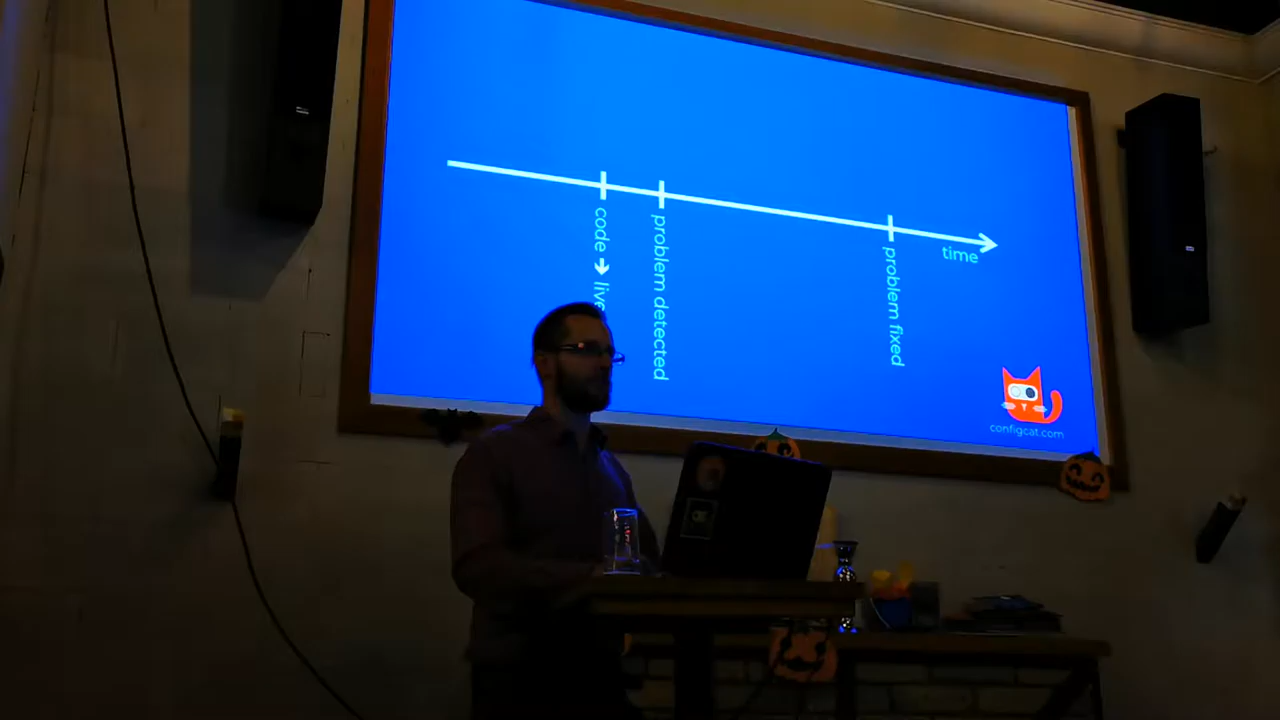 code → live
problem detected
problem fixed
time
configcat.com